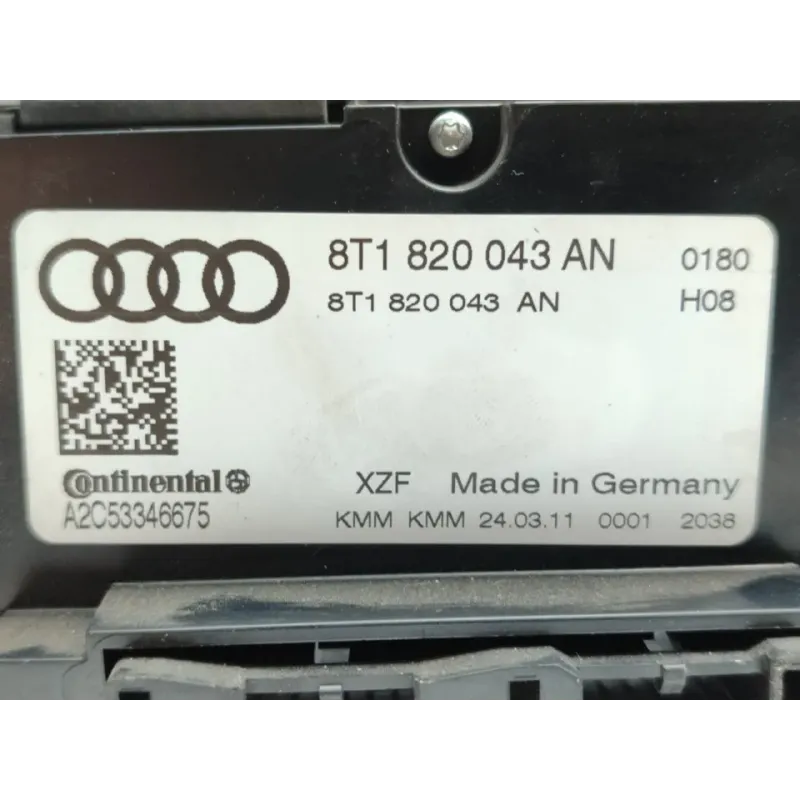 8T1 820 043 AN 0180
8T1 820 043 AN H08
Continental
XZF Made in Germany
A2C53346675
KMM KMM 24.03.11 0001 2038